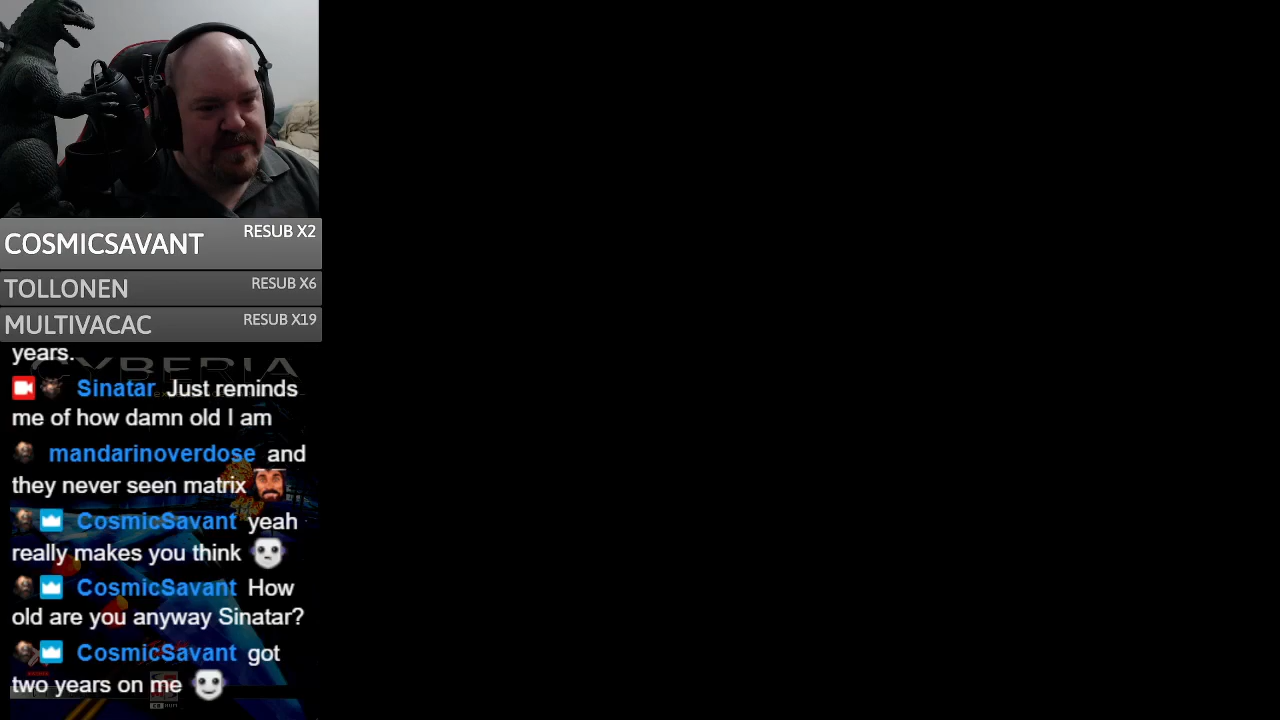 COSMICSAVANT RESUB X2
TOLLONEN RESUB X6
MULTIVACAC RESUB X19
years.
CYBERIA
Sinatar Just reminds
me of how damn old I am
mandarinoverdose and
they never seen matrix
CosmicSavant yeah
really makes you think
CosmicSavant How
old are you anyway Sinatar?
CosmicSavant got
two years on me